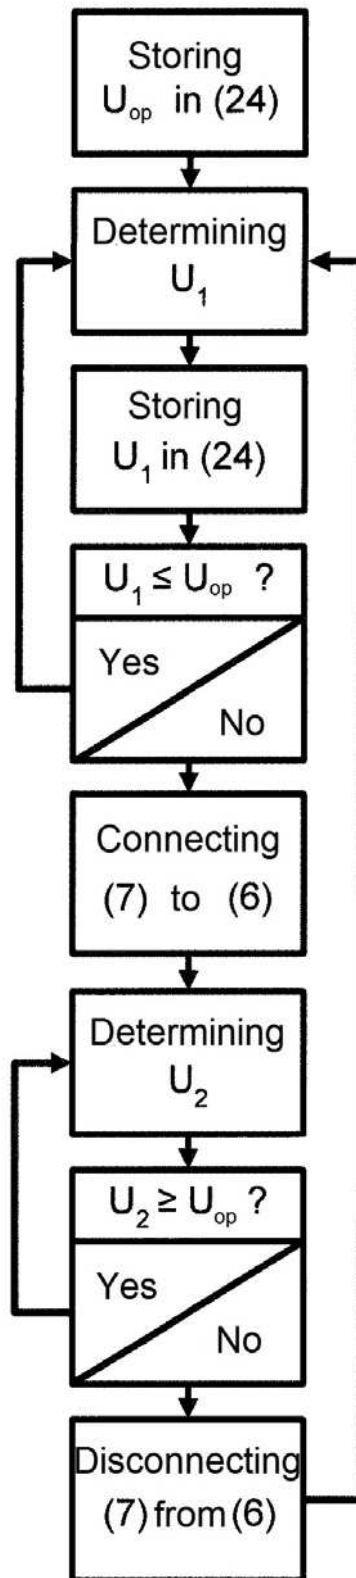 Storing
U_op in (24)
Determining
U_1
Storing
U_1 in (24)
U_1 ≤ U_op ?
Yes
No
Connecting
(7) to (6)
Determining
U_2
U_2 ≥ U_op ?
Yes
No
Disconnecting
(7) from (6)